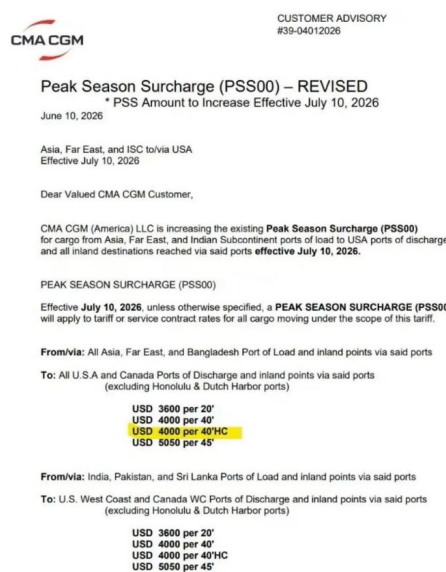 CUSTOMER ADVISORY
#39-04012026
CMA CGM
Peak Season Surcharge (PSS00) – REVISED
* PSS Amount to Increase Effective July 10, 2026
June 10, 2026
Asia, Far East, and ISC to/via USA
Effective July 10, 2026
Dear Valued CMA CGM Customer,
CMA CGM (America) LLC is increasing the existing Peak Season Surcharge (PSS00)
for cargo from Asia, Far East, and Indian Subcontinent ports of load to USA ports of discharge
and all inland destinations reached via said ports effective July 10, 2026.
PEAK SEASON SURCHARGE (PSS00)
Effective July 10, 2026, unless otherwise specified, a PEAK SEASON SURCHARGE (PSS00
will apply to tariff or service contract rates for all cargo moving under the scope of this tariff.
From/via: All Asia, Far East, and Bangladesh Port of Load and inland points via said ports
To: All U.S.A and Canada Ports of Discharge and inland points via said ports
(excluding Honolulu & Dutch Harbor ports)
USD 3600 per 20'
USD 4000 per 40'
USD 4000 per 40'HC
USD 5050 per 45'
From/via: India, Pakistan, and Sri Lanka Ports of Load and inland points via said ports
To: U.S. West Coast and Canada WC Ports of Discharge and inland points via said ports
(excluding Honolulu & Dutch Harbor ports)
USD 3600 per 20'
USD 4000 per 40'
USD 4000 per 40'HC
USD 5050 per 45'